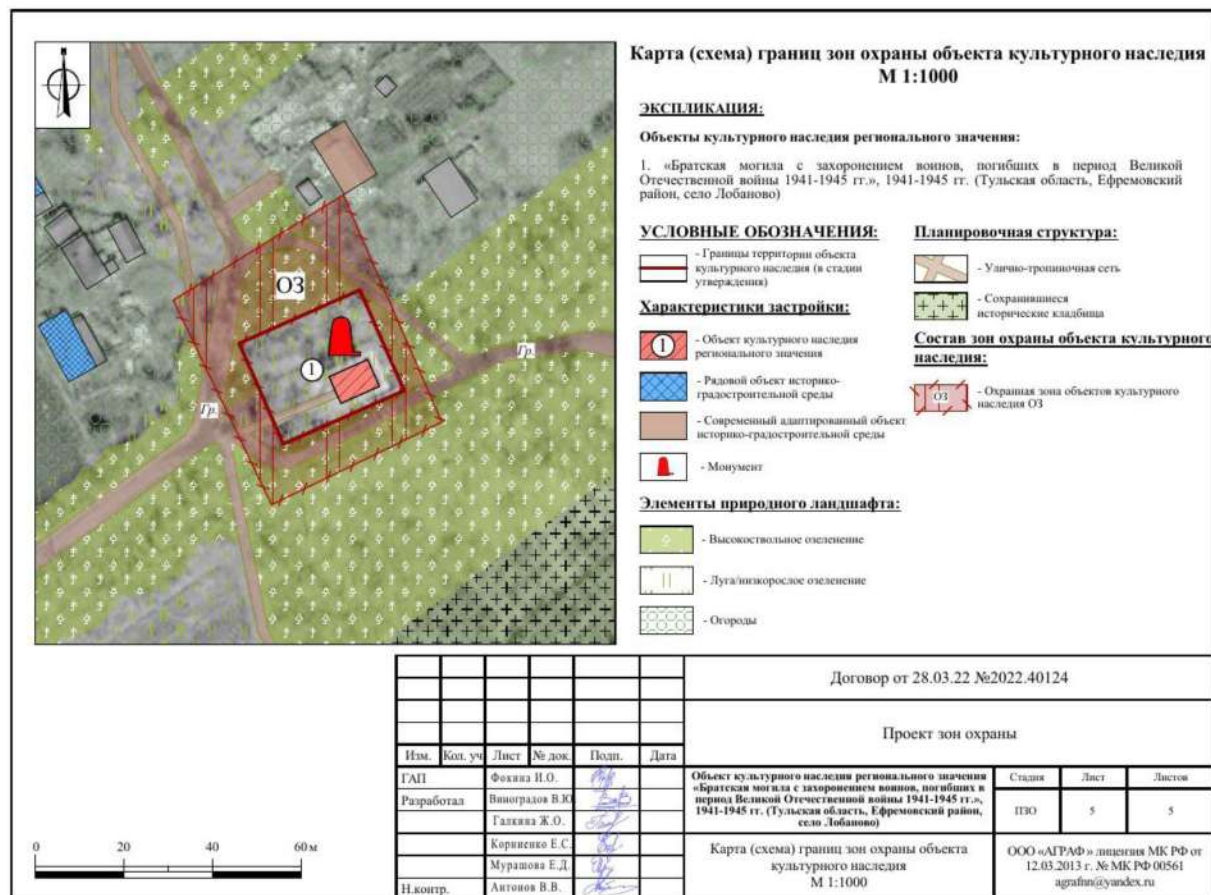 Карта (схема) границ зон охраны объекта культурного наследия
М 1:1000
ЭКСПЛИКАЦИЯ:
Объекты культурного наследия регионального значения:
1. «Братская могила с захоронением воинов, погибших в период Великой
Отечественной войны 1941-1945 гг.», 1941-1945 гг. (Тульская область, Ефремовский
район, село Лобаново)
УСЛОВНЫЕ ОБОЗНАЧЕНИЯ:
- Границы территории объекта
культурного наследия (в стадии
утверждения)
Характеристики застройки:
1
- Объект культурного наследия
регионального значения
- Рядовой объект историко-
градостроительной среды
- Современный адаптированный объект
историко-градостроительной среды
- Монумент
Элементы природного ландшафта:
- Высокоствольное озеленение
- Луга/низкорослое озеленение
- Огороды
Планировочная структура:
- Улично-тропиночная сеть
- Сохранившиеся
исторические кладбища
Состав зон охраны объекта культурного
наследия:
ОЗ
- Охранная зона объектов культурного
наследия ОЗ
ОЗ
1
Гр.
Гр.
0 20 40 60 м
Договор от 28.03.22 №2022.40124
Проект зон охраны
Изм. Кол. уч Лист № док. Подп. Дата
ГАП Фокина И.О.
Разработал Виноградов В.Ю
Галкина Ж.О.
Корниенко Е.С.
Мурашова Е.Д.
Н.контр. Антонов В.В.
Объект культурного наследия регионального значения
«Братская могила с захоронением воинов, погибших в
период Великой Отечественной войны 1941-1945 гг.»,
1941-1945 гг. (Тульская область, Ефремовский район,
село Лобаново)
Стадия Лист Листов
ПЗО 5 5
Карта (схема) границ зон охраны объекта
культурного наследия
М 1:1000
ООО «АГРАФ» лицензия МК РФ от
12.03.2013 г. № МК РФ 00561
agrafnn@yandex.ru